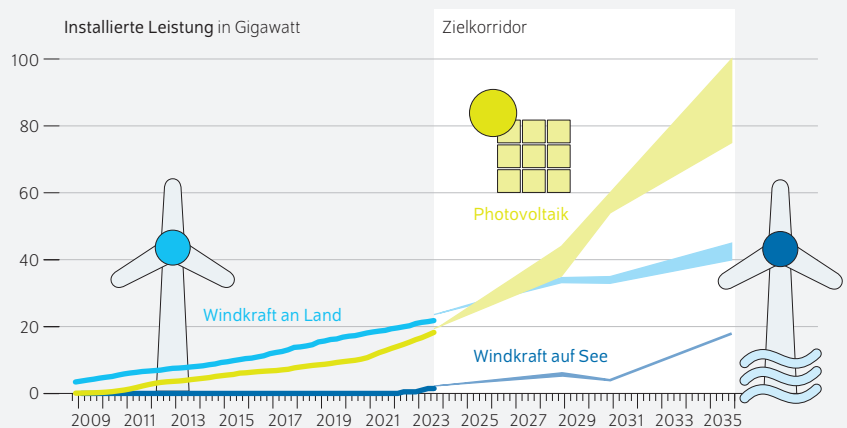 Installierte Leistung in Gigawatt
Zielkorridor
100
80
60
40
20
0
Photovoltaik
Windkraft an Land
Windkraft auf See
2009 2011 2013 2015 2017 2019 2021 2023 2025 2027 2029 2031 2033 2035